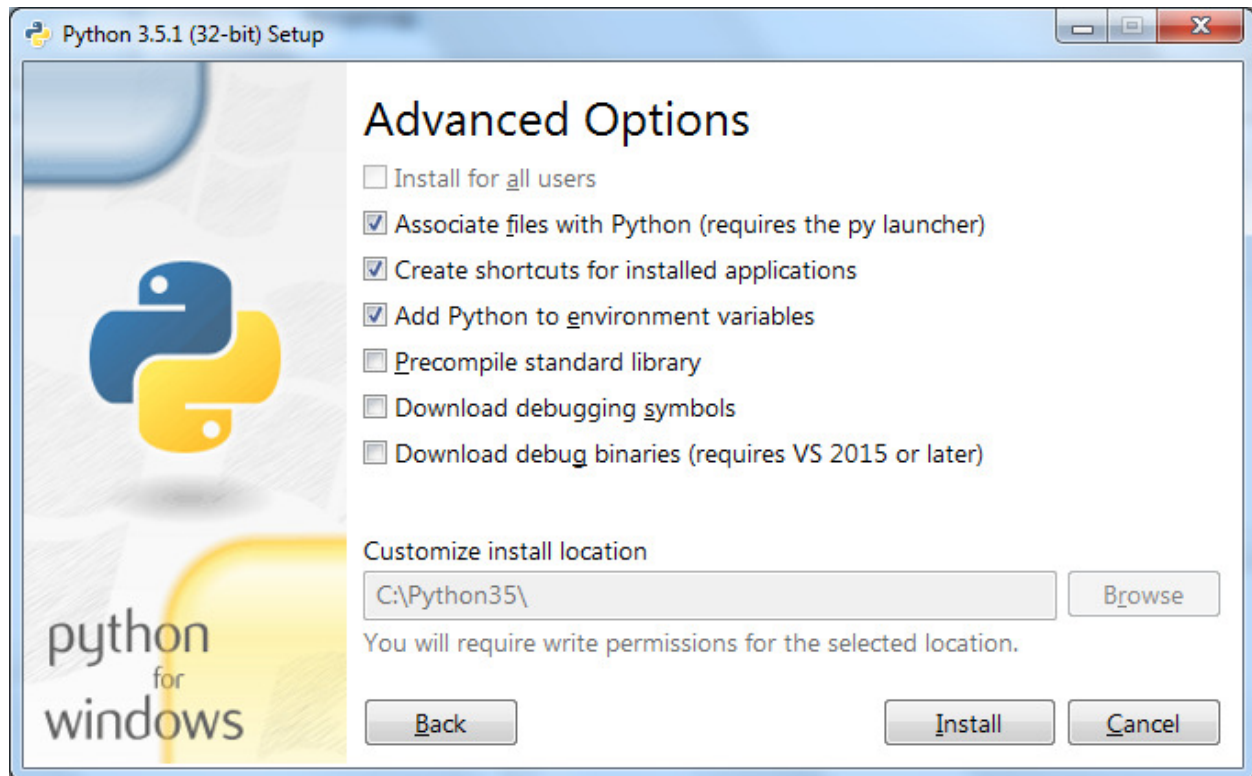 Python 3.5.1 (32-bit) Setup
Advanced Options
Install for all users
Associate files with Python (requires the py launcher)
Create shortcuts for installed applications
Add Python to environment variables
Precompile standard library
Download debugging symbols
Download debug binaries (requires VS 2015 or later)
Customize install location
C:\Python35\
Browse
You will require write permissions for the selected location.
python
for
windows
Back
Install
Cancel